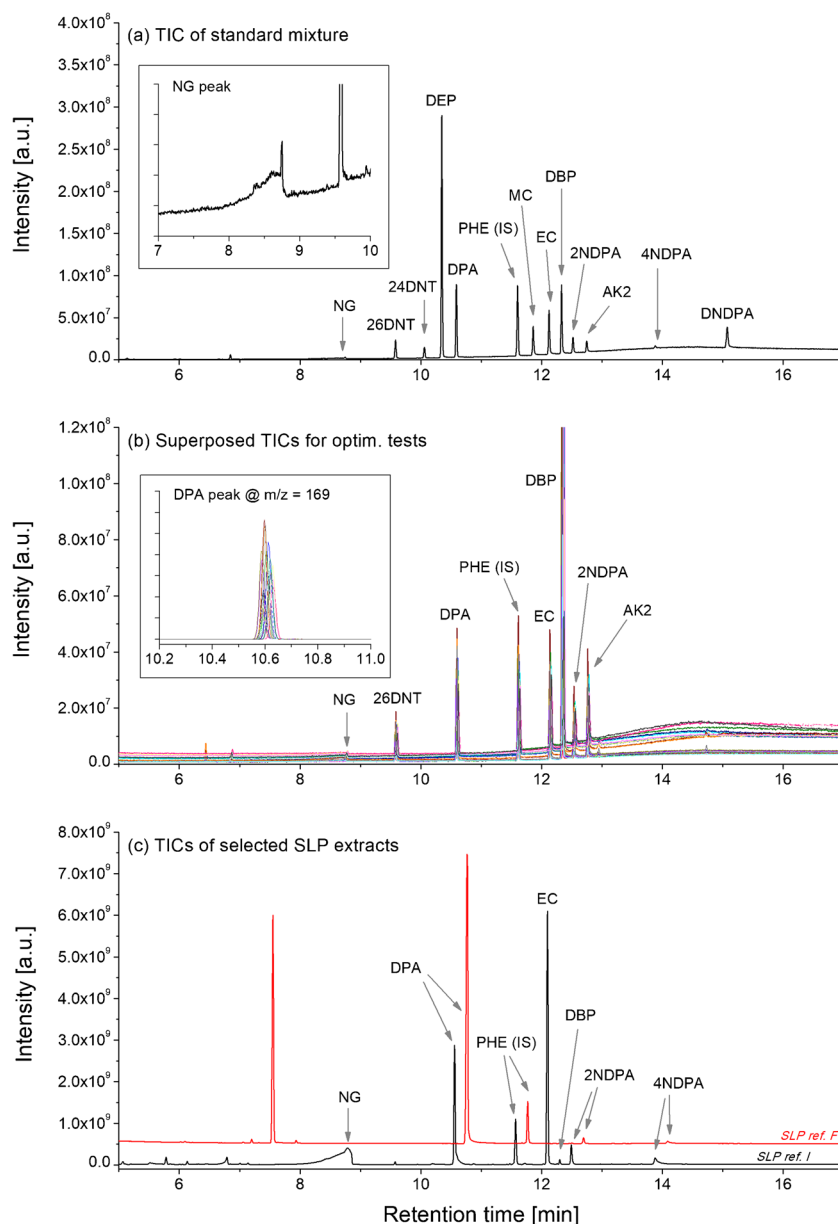 (a) TIC of standard mixture
4.0x10⁸
3.5x10⁸
3.0x10⁸
2.5x10⁸
2.0x10⁸
1.5x10⁸
1.0x10⁸
5.0x10⁷
0.0
Intensity [a.u.]
NG peak
7 8 9 10
NG
26DNT
24DNT
DEP
DPA
PHE (IS)
MC
EC
DBP
2NDPA
AK2
4NDPA
DNDPA
6 8 10 12 14 16
(b) Superposed TICs for optim. tests
1.2x10⁸
1.0x10⁸
8.0x10⁷
6.0x10⁷
4.0x10⁷
2.0x10⁷
0.0
Intensity [a.u.]
DPA peak @ m/z = 169
10.2 10.4 10.6 10.8 11.0
NG
26DNT
DPA
PHE (IS)
EC
DBP
2NDPA
AK2
6 8 10 12 14 16
(c) TICs of selected SLP extracts
8.0x10⁹
7.0x10⁹
6.0x10⁹
5.0x10⁹
4.0x10⁹
3.0x10⁹
2.0x10⁹
1.0x10⁹
0.0
Intensity [a.u.]
NG
DPA
PHE (IS)
EC
DBP
2NDPA
4NDPA
SLP ref. F
SLP ref. I
6 8 10 12 14 16
Retention time [min]